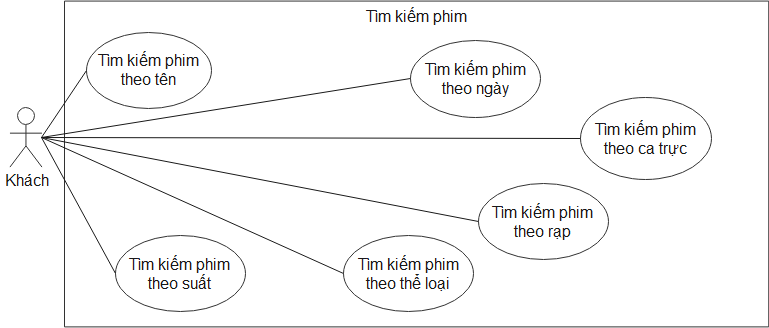 Tìm kiếm phim
Tìm kiếm phim
theo tên
Tìm kiếm phim
theo ngày
Tìm kiếm phim
theo ca trực
Khách
Tìm kiếm phim
theo rạp
Tìm kiếm phim
theo suất
Tìm kiếm phim
theo thể loại